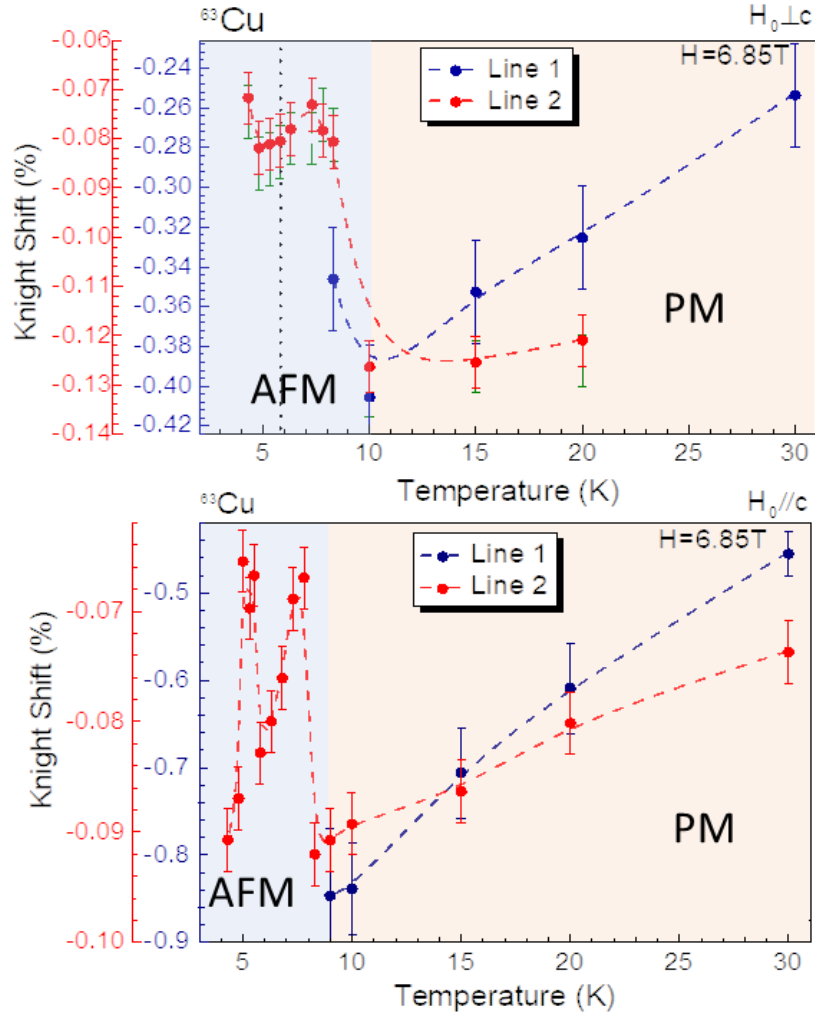 ⁶³Cu
H₀⊥c
H=6.85T
Line 1
Line 2
Knight Shift (%)
-0.06
-0.07
-0.08
-0.09
-0.10
-0.11
-0.12
-0.13
-0.14
-0.24
-0.26
-0.28
-0.30
-0.32
-0.34
-0.36
-0.38
-0.40
-0.42
AFM
PM
5 10 15 20 25 30
Temperature (K)
⁶³Cu
H₀//c
H=6.85T
Line 1
Line 2
Knight Shift (%)
-0.07
-0.08
-0.09
-0.10
-0.5
-0.6
-0.7
-0.8
-0.9
AFM
PM
5 10 15 20 25 30
Temperature (K)